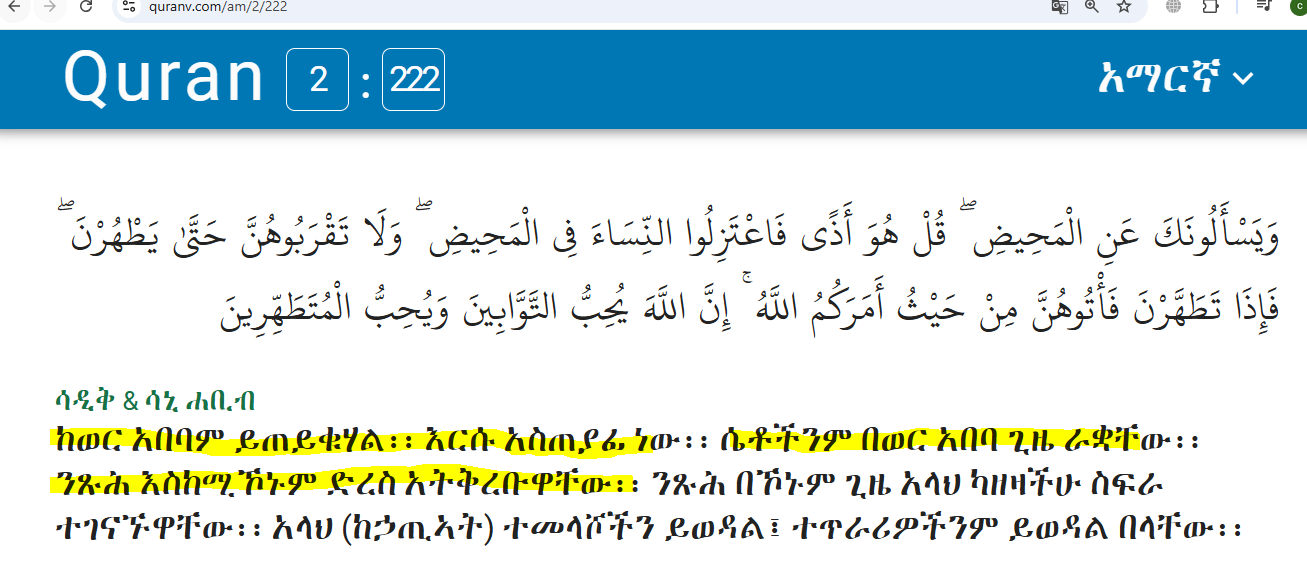 quranv.com/am/2/222
Quran 2 : 222 አማርኛ
وَيَسْأَلُونَكَ عَنِ الْمَحِيضِ ۖ قُلْ هُوَ أَذًى فَاعْتَزِلُوا النِّسَاءَ فِي الْمَحِيضِ ۖ وَلَا تَقْرَبُوهُنَّ حَتَّىٰ يَطْهُرْنَ ۖ
فَإِذَا تَطَهَّرْنَ فَأْتُوهُنَّ مِنْ حَيْثُ أَمَرَكُمُ اللَّهُ ۚ إِنَّ اللَّهَ يُحِبُّ التَّوَّابِينَ وَيُحِبُّ الْمُتَطَهِّرِينَ
ሳዲቅ & ሳኒ ሐቢብ
ከወር አበባም ይጠይቁሃል፡፡ እርሱ አስጠያፊ ነው፡፡ ሴቶችንም በወር አበባ ጊዜ ራቋቸው፡፡
ንጹሕ እስከሚኾኑም ድረስ አትቅረቡዋቸው፡፡ ንጹሕ በኾኑም ጊዜ አላህ ካዘዛችሁ ስፍራ
ተገናኙዋቸው፡፡ አላህ (ከኃጢኣት) ተመላሾችን ይወዳል፤ ተጥራሪዎችንም ይወዳል በላቸው፡፡